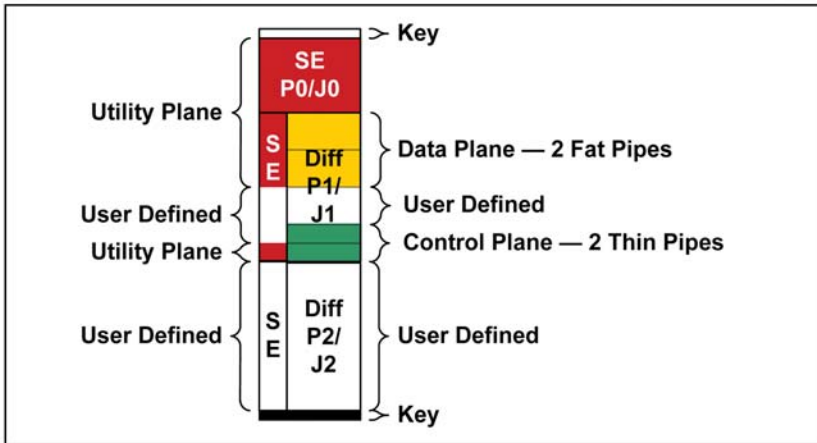 Key
SE
P0/J0
Utility Plane
S
E
Data Plane — 2 Fat Pipes
Diff
P1/
J1
User Defined
User Defined
Control Plane — 2 Thin Pipes
Utility Plane
User Defined
S
E
Diff
P2/
J2
User Defined
Key